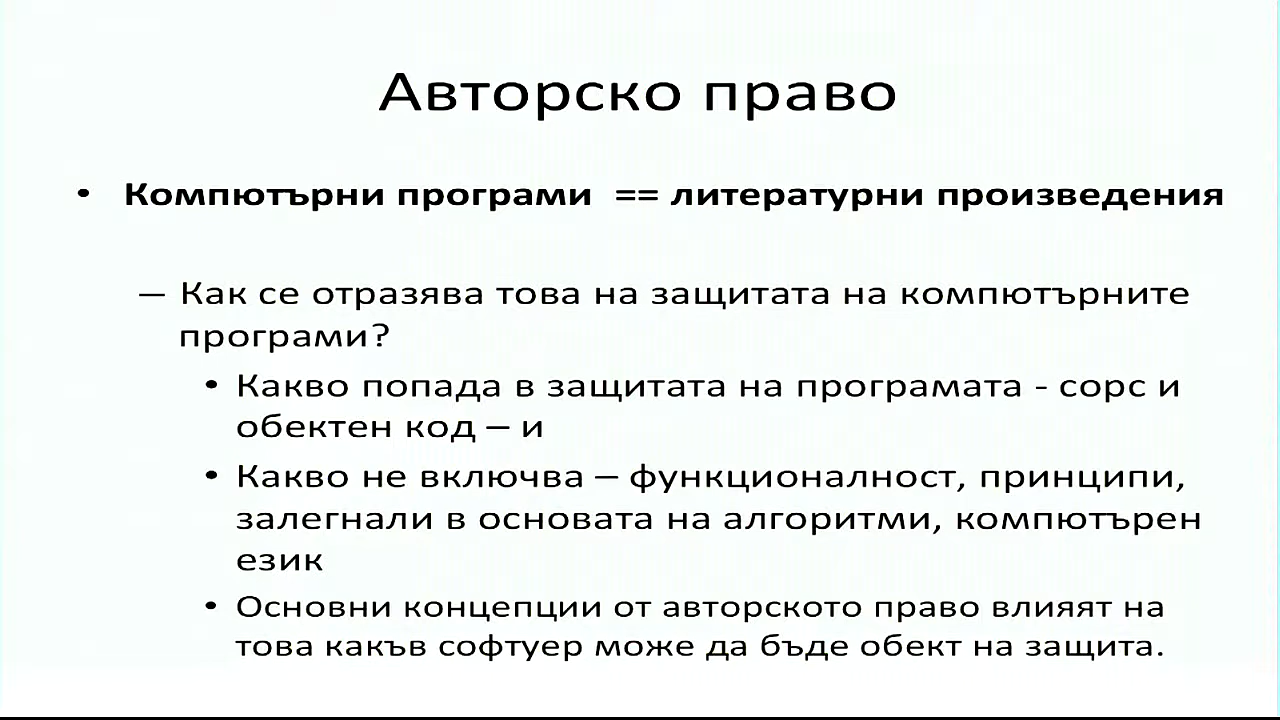 Авторско право
• Компютърни програми == литературни произведения
– Как се отразява това на защитата на компютърните
програми?
• Какво попада в защитата на програмата - сорс и
обектен код – и
• Какво не включва – функционалност, принципи,
залегнали в основата на алгоритми, компютърен
език
• Основни концепции от авторското право влияят на
това какъв софтуер може да бъде обект на защита.